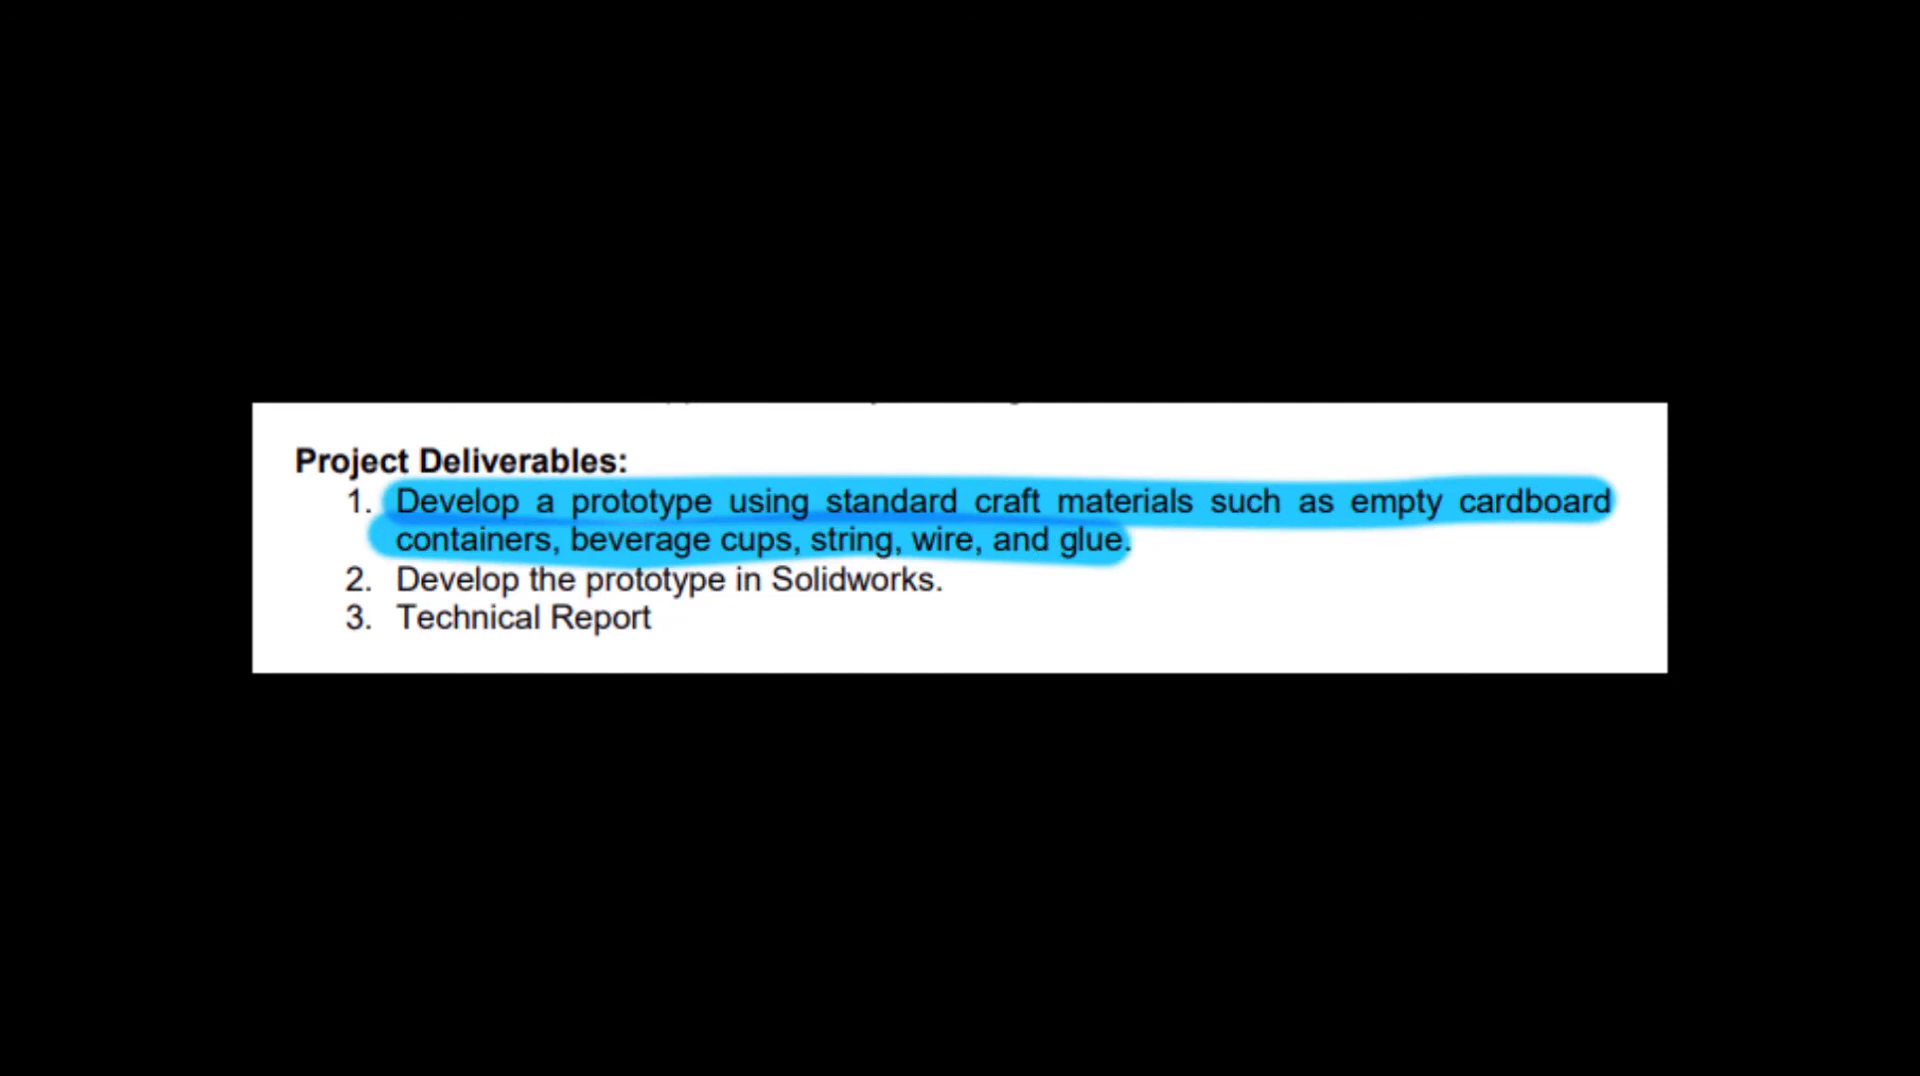 Project Deliverables:
1. Develop a prototype using standard craft materials such as empty cardboard
containers, beverage cups, string, wire, and glue.
2. Develop the prototype in Solidworks.
3. Technical Report